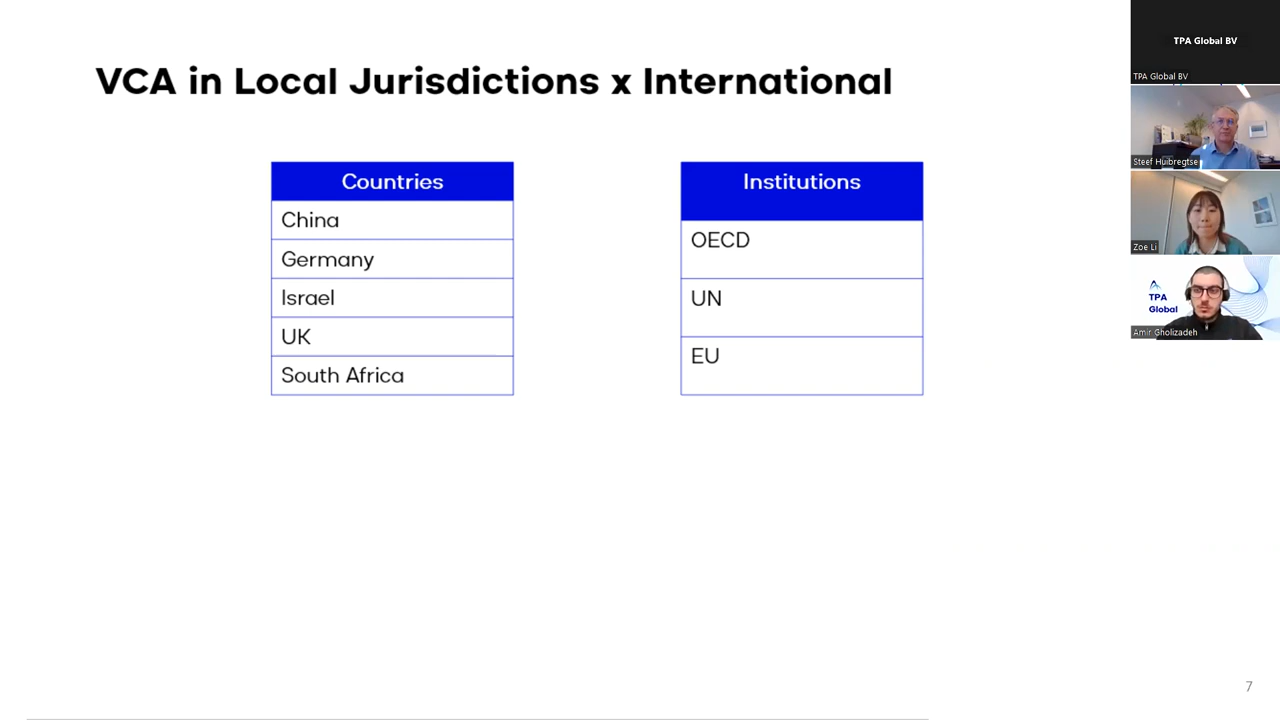 VCA in Local Jurisdictions x International
Countries
China
Germany
Israel
UK
South Africa
Institutions
OECD
UN
EU
TPA Global BV
TPA Global BV
Steef Huibregtse
Zoe Li
TPA
Global
Amir Gholizadeh
7